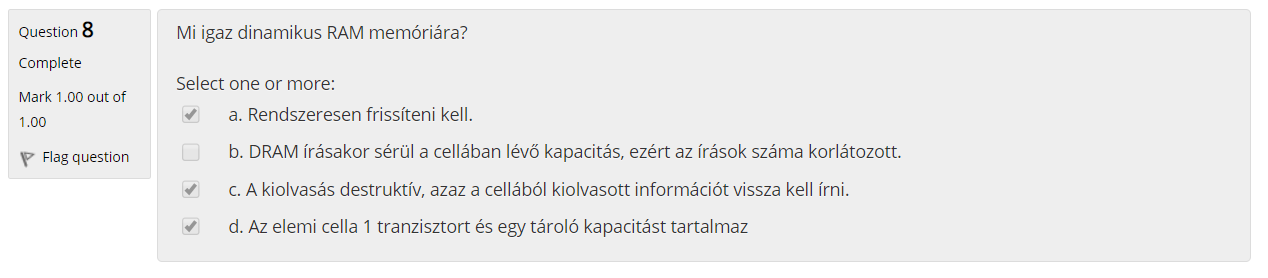 Question 8
Complete
Mark 1.00 out of
1.00
Flag question
Mi igaz dinamikus RAM memóriára?
Select one or more:
a. Rendszeresen frissíteni kell.
b. DRAM írásakor sérül a cellában lévő kapacitás, ezért az írások száma korlátozott.
c. A kiolvasás destruktív, azaz a cellából kiolvasott információt vissza kell írni.
d. Az elemi cella 1 tranzisztort és egy tároló kapacitást tartalmaz